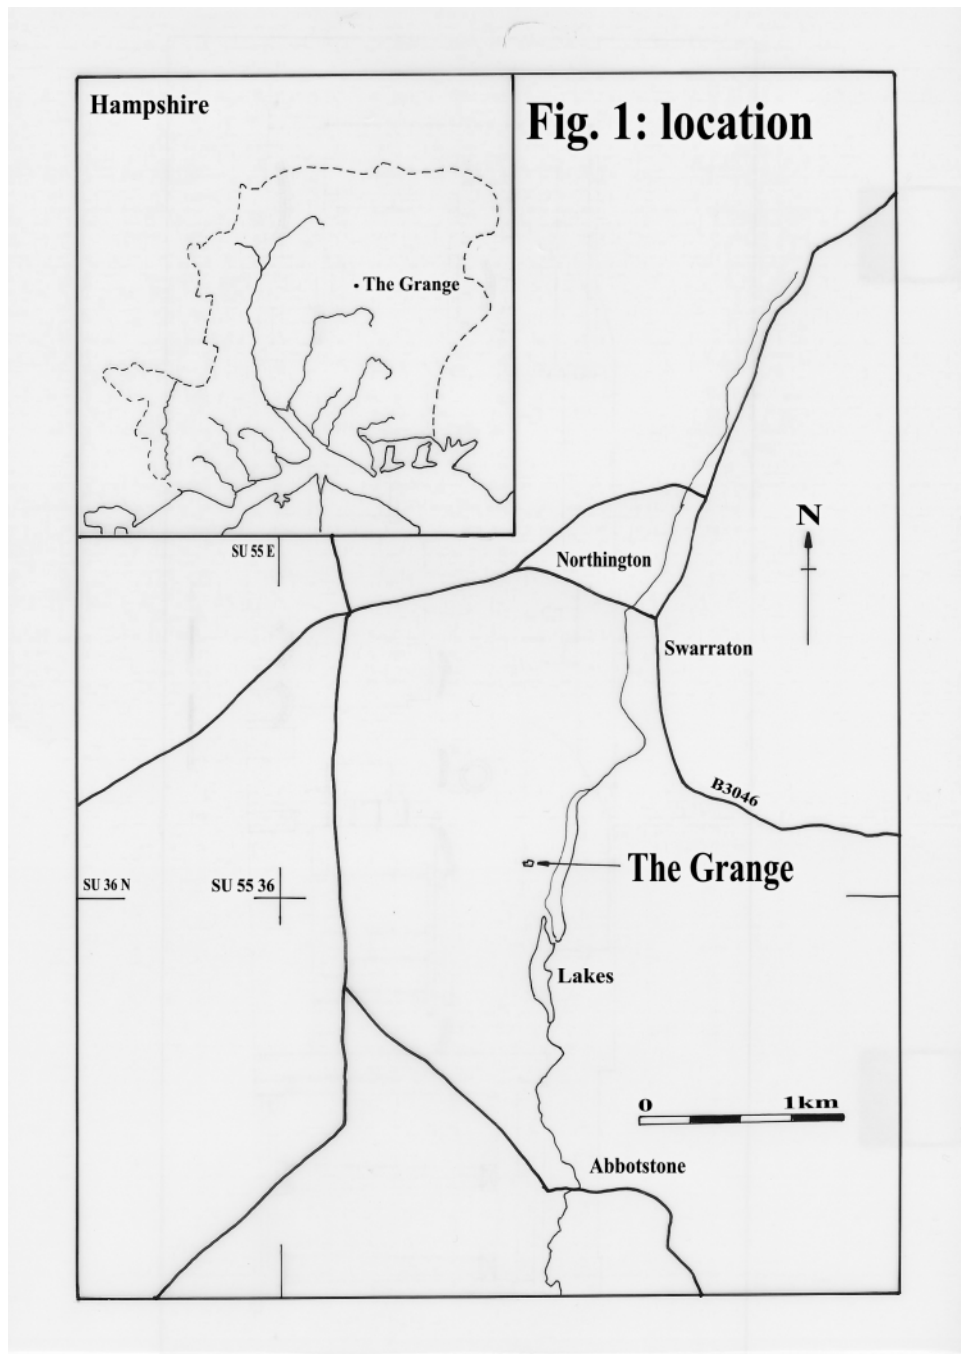 Hampshire
Fig. 1: location
The Grange
SU 55 E
Northington
N
Swarraton
B3046
The Grange
SU 36 N
SU 55 36
Lakes
0
1km
Abbotstone